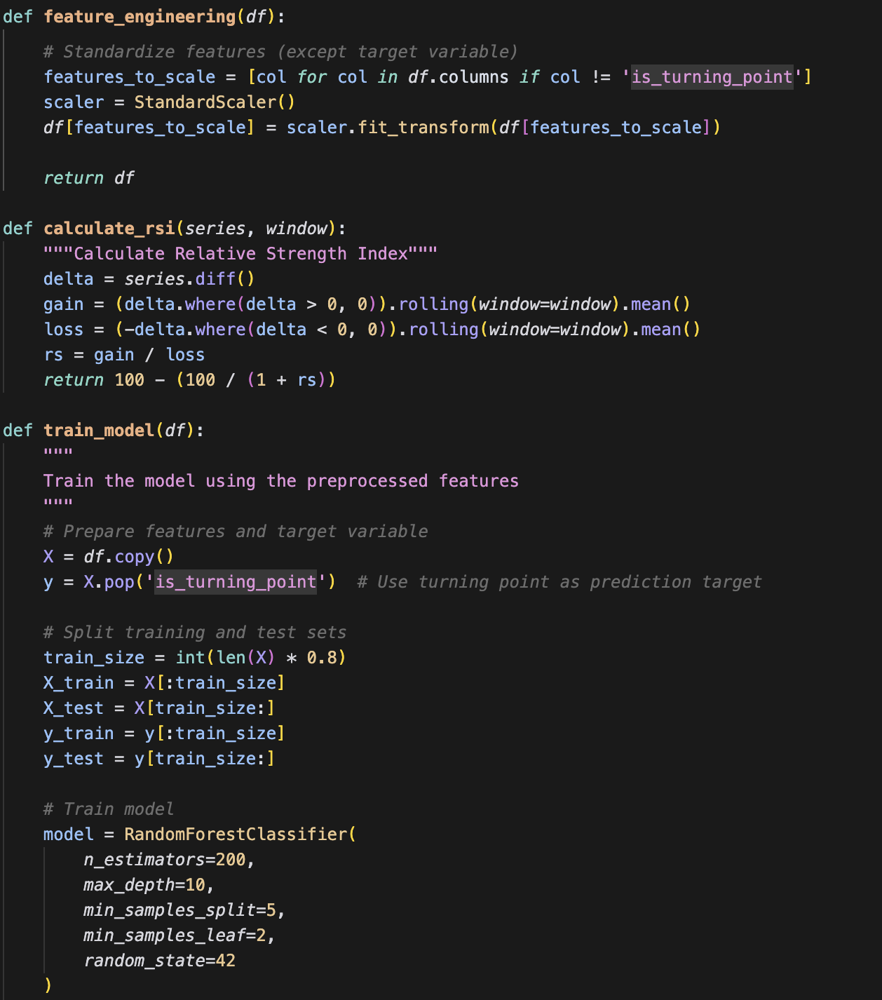 def feature_engineering(df):
    # Standardize features (except target variable)
    features_to_scale = [col for col in df.columns if col != 'is_turning_point']
    scaler = StandardScaler()
    df[features_to_scale] = scaler.fit_transform(df[features_to_scale])

    return df

def calculate_rsi(series, window):
    """Calculate Relative Strength Index"""
    delta = series.diff()
    gain = (delta.where(delta > 0, 0)).rolling(window=window).mean()
    loss = (-delta.where(delta < 0, 0)).rolling(window=window).mean()
    rs = gain / loss
    return 100 - (100 / (1 + rs))

def train_model(df):
    """
    Train the model using the preprocessed features
    """
    # Prepare features and target variable
    X = df.copy()
    y = X.pop('is_turning_point')  # Use turning point as prediction target

    # Split training and test sets
    train_size = int(len(X) * 0.8)
    X_train = X[:train_size]
    X_test = X[train_size:]
    y_train = y[:train_size]
    y_test = y[train_size:]

    # Train model
    model = RandomForestClassifier(
        n_estimators=200,
        max_depth=10,
        min_samples_split=5,
        min_samples_leaf=2,
        random_state=42
    )